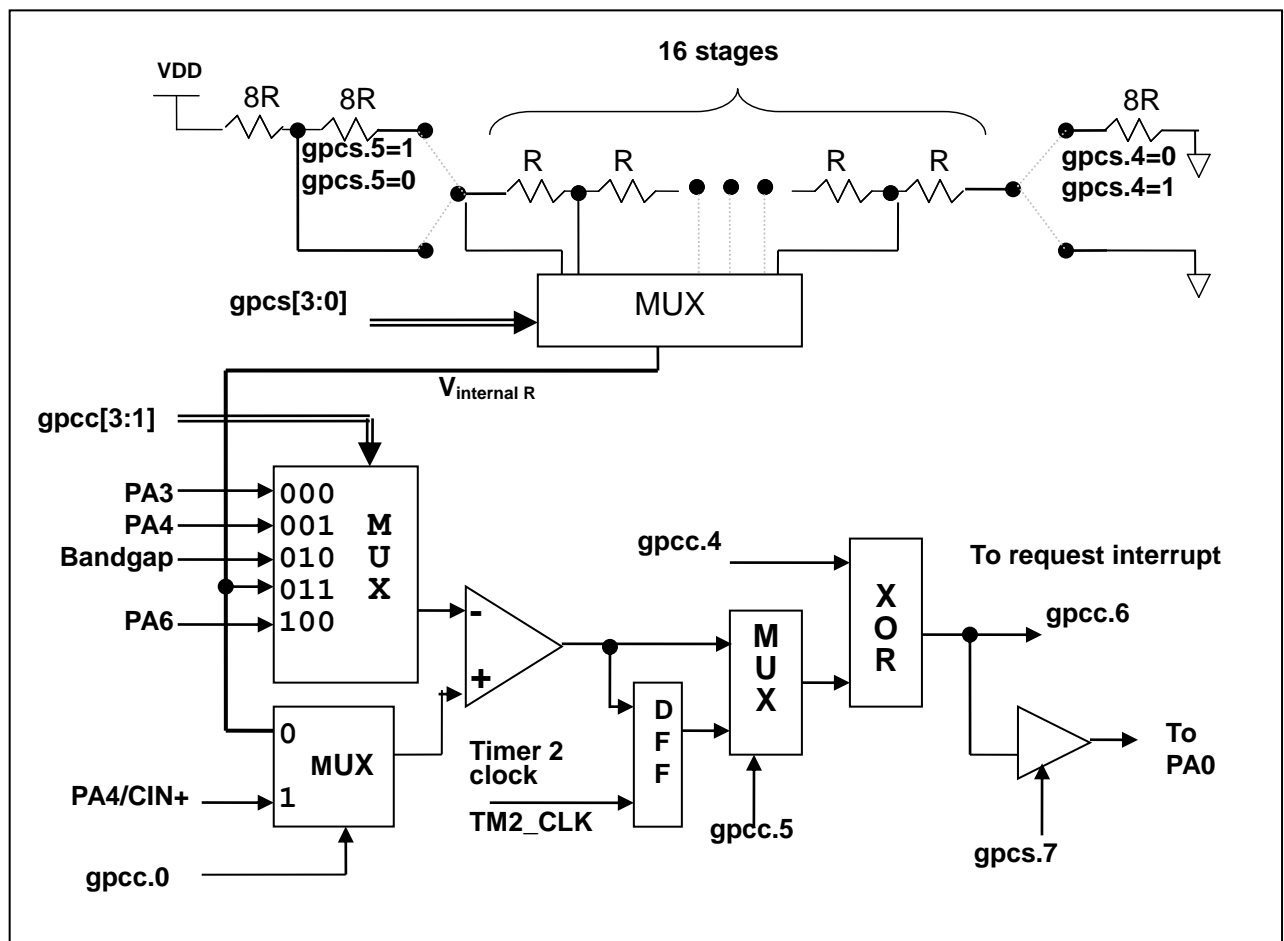 16 stages
VDD
8R
8R
8R
gpcs.5=1
gpcs.5=0
R
R
R
R
gpcs.4=0
gpcs.4=1
gpcs[3:0]
MUX
Vinternal R
gpcc[3:1]
PA3
000
PA4
001
Bandgap
010
011
PA6
100
M
U
X
-
+
gpcc.4
To request interrupt
X
O
R
gpcc.6
M
U
X
D
F
F
0
MUX
PA4/CIN+
1
Timer 2
clock
TM2_CLK
gpcc.5
To
PA0
gpcs.7
gpcc.0